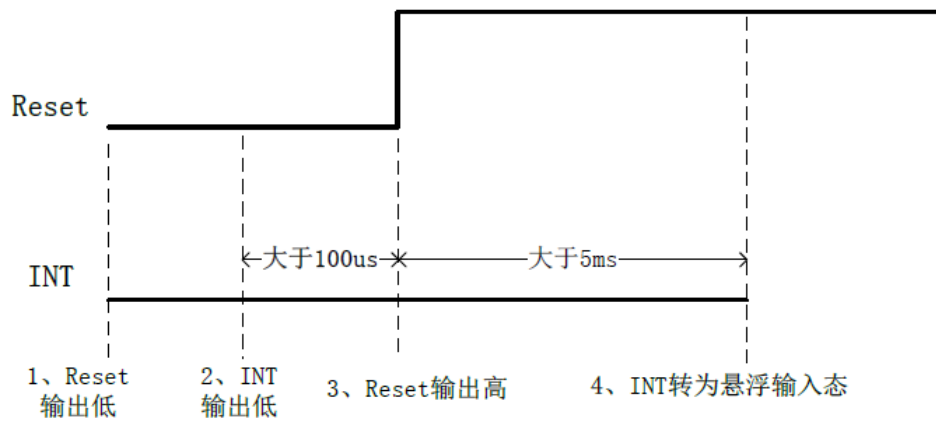 Reset
大于100us
大于5ms
INT
1、Reset
输出低
2、INT
输出低
3、Reset输出高
4、INT转为悬浮输入态